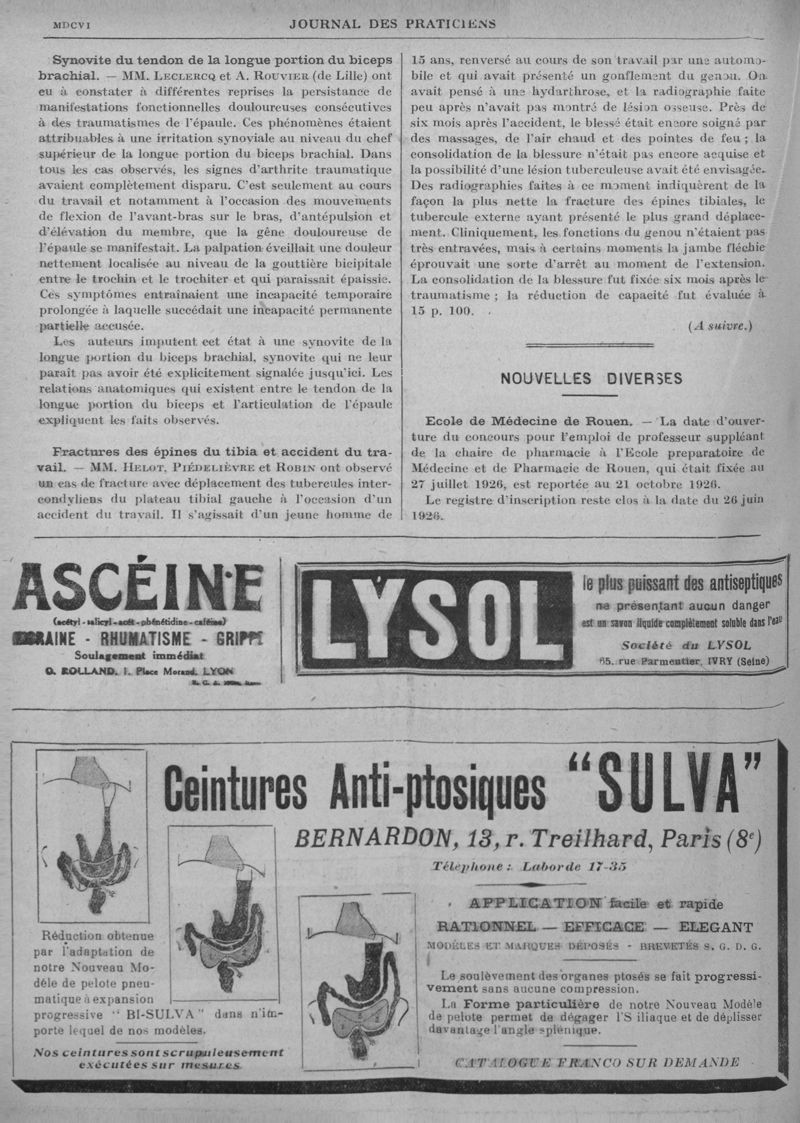 MDCVI
JOURNAL DES PRATICIENS
Synovite du tendon de la longue portion du biceps
brachial. — MM. LECLERCQ et A. ROUVIER (de Lille) ont
eu à constater à différentes reprises la persistance de
manifestations fonctionnelles douloureuses consécutives
à des traumatismes de l'épaule. Ces phénomènes étaient
attribuables à une irritation synoviale au niveau du chef
supérieur de la longue portion du biceps brachial. Dans
tous les cas observés, les signes d'arthrite traumatique
avaient complètement disparu. C'est seulement au cours
du travail et notamment à l'occasion des mouvements
de flexion de l'avant-bras sur le bras, d'antépulsion et
d'élévation du membre, que la gêne douloureuse de
l'épaule se manifestait. La palpation éveillait une douleur
nettement localisée au niveau de la gouttière bicipitale
entre le trochin et le trochiter et qui paraissait épaissie.
Ces symptômes entraînaient une incapacité temporaire
prolongée à laquelle succédait une incapacité permanente
partielle accusée.
Les auteurs imputent cet état à une synovite de la
longue portion du biceps brachial, synovite qui ne leur
paraît pas avoir été explicitement signalée jusqu'ici. Les
relations anatomiques qui existent entre le tendon de la
longue portion du biceps et l'articulation de l'épaule
expliquent les faits observés.
Fractures des épines du tibia et accident du tra-
vail. — MM. HELOT, PIÉDELIÈVRE et ROBIN ont observé
un cas de fracture avec déplacement des tubercules inter-
condyliens du plateau tibial gauche à l'occasion d'un
accident du travail. Il s'agissait d'un jeune homme de
15 ans, renversé au cours de son travail par une automo-
bile et qui avait présenté un gonflement du genou. On
avait pensé à une hydarthrose, et la radiographie faite
peu après n'avait pas montré de lésion osseuse. Près de
six mois après l'accident, le blessé était encore soigné par
des massages, de l'air chaud et des pointes de feu ; la
consolidation de la blessure n'était pas encore acquise et
la possibilité d'une lésion tuberculeuse avait été envisagée.
Des radiographies faites à ce moment indiquèrent de la
façon la plus nette la fracture des épines tibiales, le
tubercule externe ayant présenté le plus grand déplace-
ment. Cliniquement, les fonctions du genou n'étaient pas
très entravées, mais à certains moments la jambe fléchie
éprouvait une sorte d'arrêt au moment de l'extension.
La consolidation de la blessure fut fixée six mois après le
traumatisme ; la réduction de capacité fut évaluée à
15 p. 100.
(A suivre.)
NOUVELLES DIVERSES
Ecole de Médecine de Rouen. — La date d'ouver-
ture du concours pour l'emploi de professeur suppléant
de la chaire de pharmacie à l'Ecole preparatoire de
Médecine et de Pharmacie de Rouen, qui était fixée au
27 juillet 1926, est reportée au 21 octobre 1926.
Le registre d'inscription reste clos à la date du 26 juin
1926.
ASCÉINE
(acétyl-salicyl-acét-phénétidine-caféine)
MIGRAINE - RHUMATISME - GRIPPE
Soulagement immédiat
O. ROLLAND, 1, Place Morand, LYON
LYSOL
le plus puissant des antiseptiques
ne présentant aucun danger
est un savon liquide complètement soluble dans l'eau
Société du LYSOL
65, rue Parmentier, IVRY (Seine)
Ceintures Anti-ptosiques "SULVA"
BERNARDON, 13, r. Treilhard, Paris (8e)
Téléphone : Laborde 17-35
APPLICATION facile et rapide
RATIONNEL — EFFICACE — ELEGANT
MODÈLES ET MARQUES DÉPOSÉS - BREVETÉS S. G. D. G.
Le soulèvement des organes ptosés se fait progressi-
vement sans aucune compression.
La Forme particulière de notre Nouveau Modèle
de pelote permet de dégager l'S iliaque et de déplisser
davantage l'angle splénique.
CATALOGUE FRANCO SUR DEMANDE
Réduction obtenue
par l'adaptation de
notre Nouveau Mo-
dèle de pelote pneu-
matique à expansion
progressive "BI-SULVA" dans n'im-
porte lequel de nos modèles.
Nos ceintures sont scrupuleusement
exécutées sur mesures